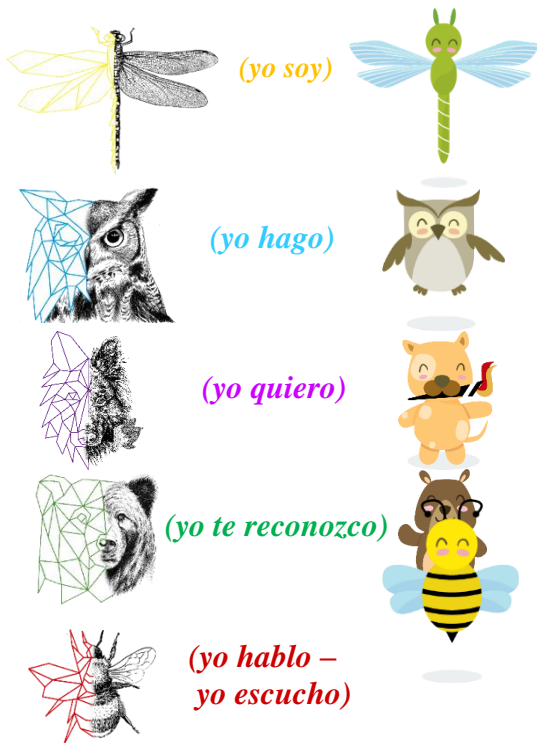 (yo soy)
(yo hago)
(yo quiero)
(yo te reconozco)
(yo hablo –
yo escucho)